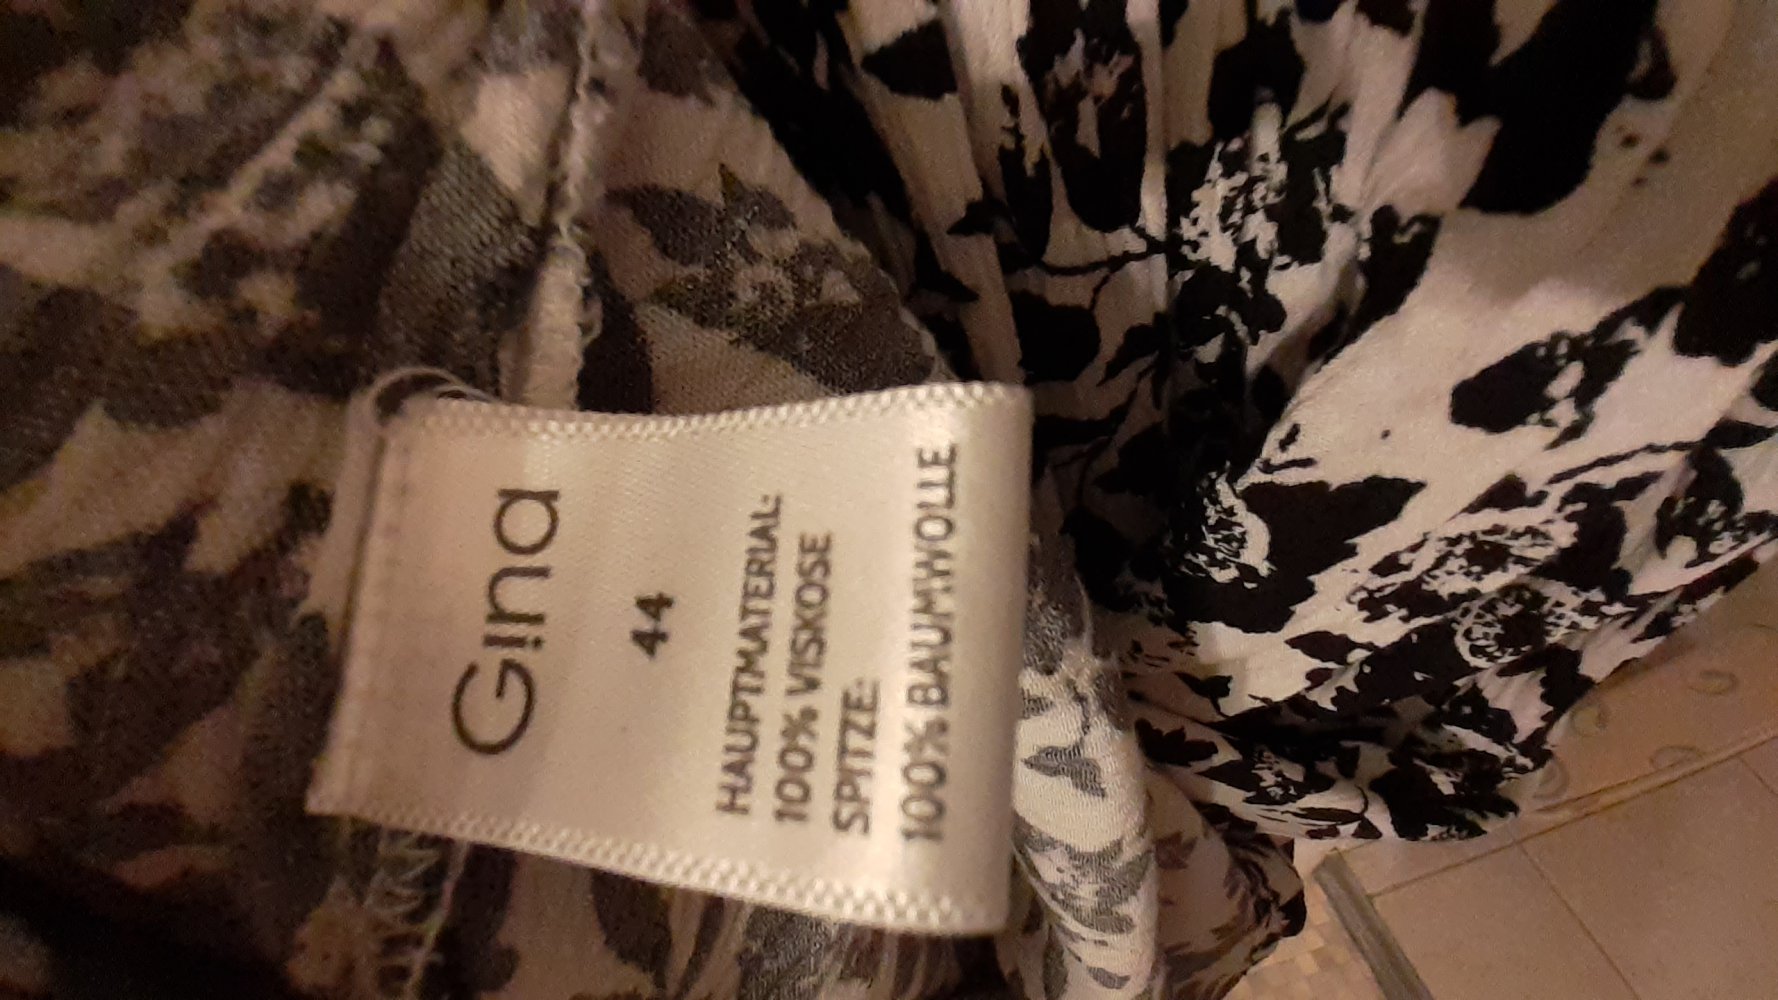 Gina
44
HAUPTMATERIAL:
100% VISKOSE
SPITZE:
100% BAUMWOLLE